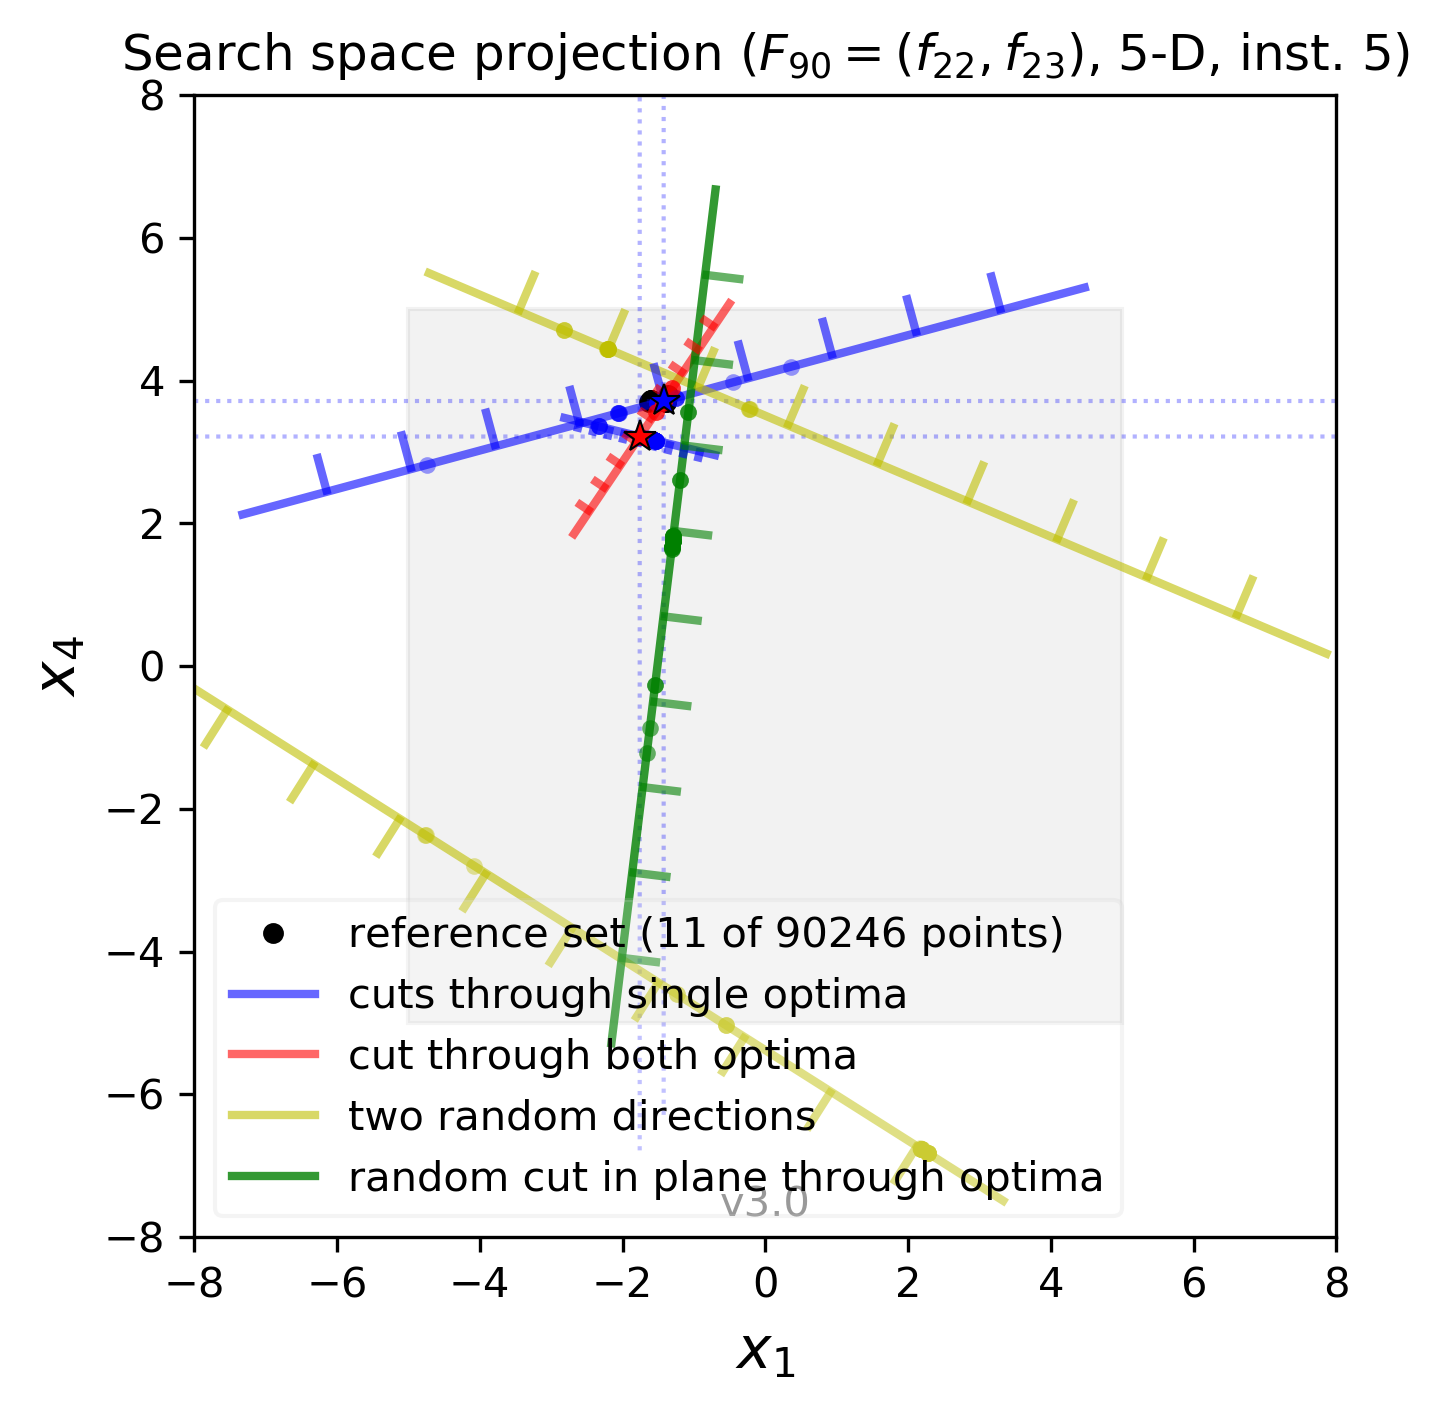 Search space projection (F₉₀ = (f₂₂, f₂₃), 5-D, inst. 5)
8
6
4
2
0
−2
−4
−6
−8
x₄
reference set (11 of 90246 points)
cuts through single optima
cut through both optima
two random directions
random cut in plane through optima
v3.0
−8 −6 −4 −2 0 2 4 6 8
x₁